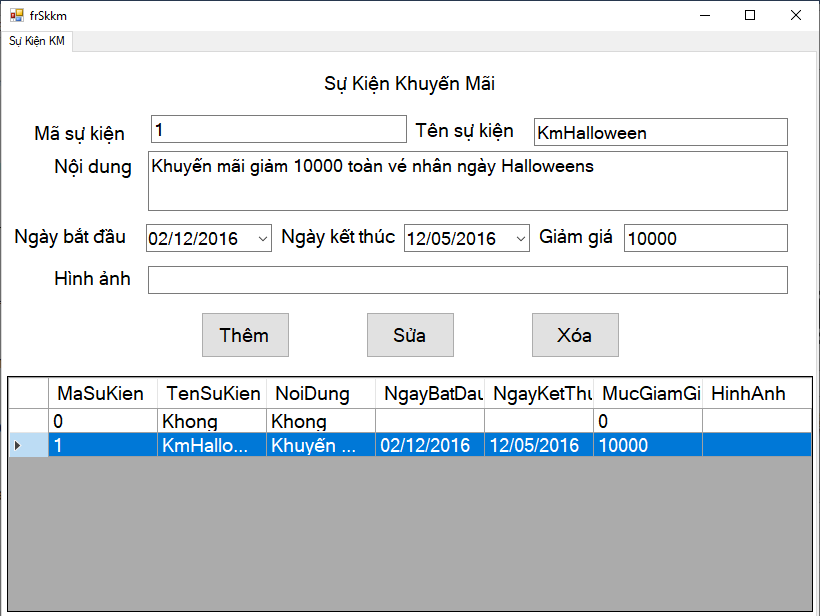 frSkkm
Sự Kiện KM
Sự Kiện Khuyến Mãi
Mã sự kiện 1 Tên sự kiện KmHalloween
Nội dung Khuyến mãi giảm 10000 toàn vé nhân ngày Halloweens
Ngày bắt đầu 02/12/2016 Ngày kết thúc 12/05/2016 Giảm giá 10000
Hình ảnh
Thêm Sửa Xóa
MaSuKien TenSuKien NoiDung NgayBatDau NgayKetThu MucGiamGi HinhAnh
0 Khong Khong 0
1 KmHallo... Khuyến ... 02/12/2016 12/05/2016 10000